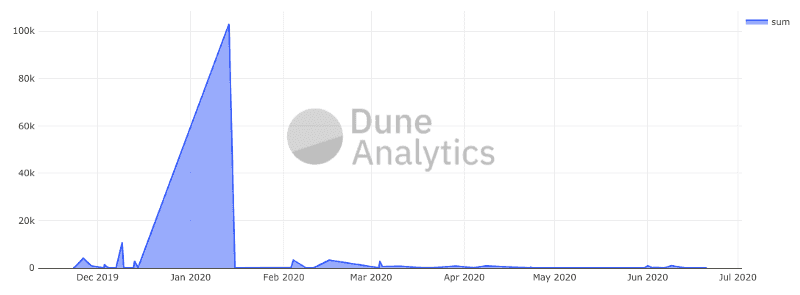 sum
100k
80k
60k
40k
20k
0
Dune
Analytics
Dec 2019
Jan 2020
Feb 2020
Mar 2020
Apr 2020
May 2020
Jun 2020
Jul 2020